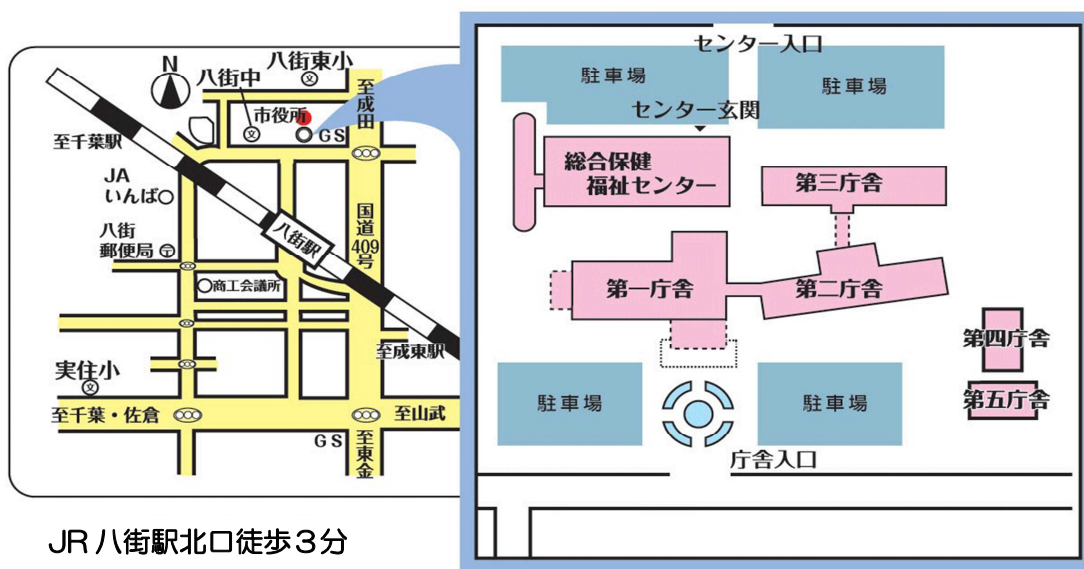 N
八街東小
八街中
文
市役所
文
GS
至成田
至千葉駅
JA
いんば
八街
郵便局
〒
八街駅
国道
409
号
商工会議所
至成東駅
実住小
文
至千葉・佐倉
至山武
GS
至東金
JR八街駅北口徒歩3分
センター入口
駐車場
駐車場
センター玄関
総合保健
福祉センター
第三庁舎
第一庁舎
第二庁舎
第四庁舎
第五庁舎
駐車場
駐車場
庁舎入口